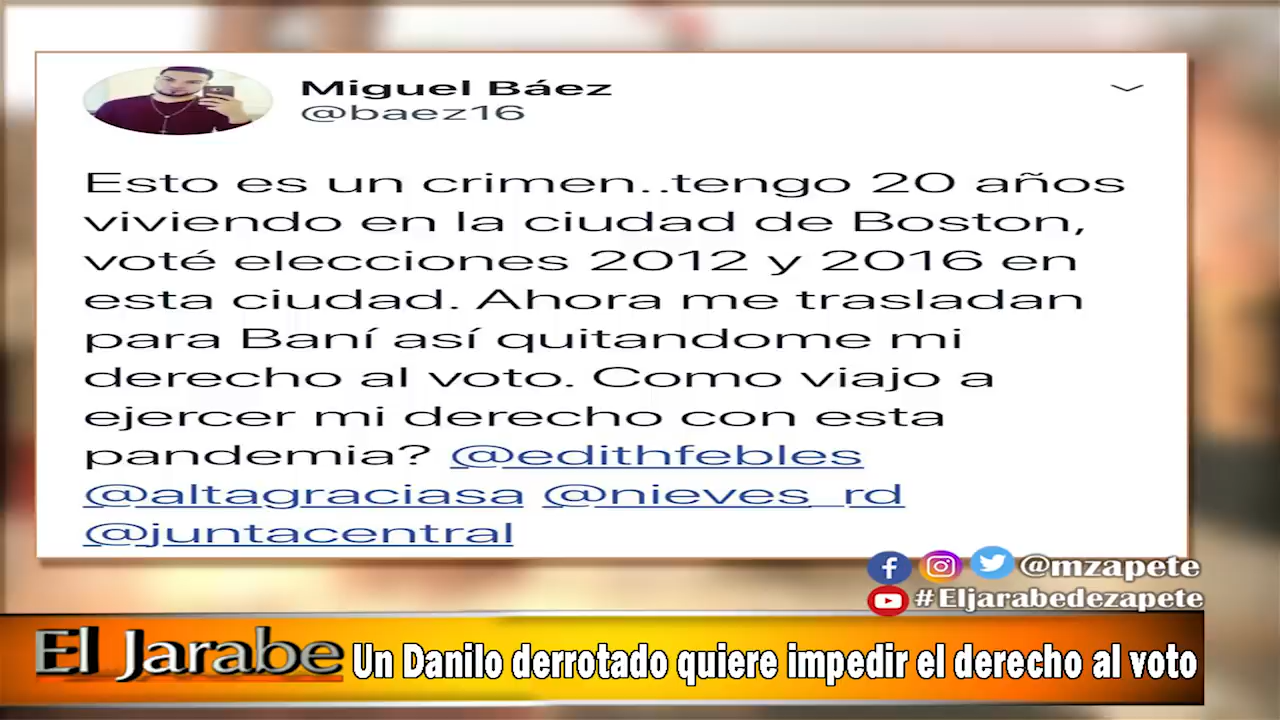 Miguel Báez
@baez16
Esto es un crimen..tengo 20 años
viviendo en la ciudad de Boston,
voté elecciones 2012 y 2016 en
esta ciudad. Ahora me trasladan
para Baní así quitandome mi
derecho al voto. Como viajo a
ejercer mi derecho con esta
pandemia? @edithfebles
@altagraciasa @nieves_rd
@juntacentral
@mzapete
#Eljarabedezapete
El Jarabe Un Danilo derrotado quiere impedir el derecho al voto